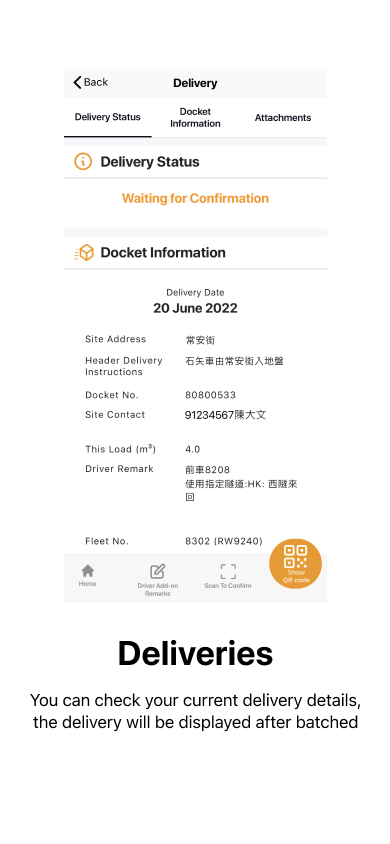 Back
Delivery
Delivery Status
Docket
Information
Attachments
Delivery Status
Waiting for Confirmation
Docket Information
Delivery Date
20 June 2022
Site Address 常安街
Header Delivery
Instructions 石矢車由常安街入地盤
Docket No. 80800533
Site Contact 91234567陳大文
This Load (m³) 4.0
Driver Remark 前車8208
使用指定隧道:HK: 西隧來
回
Fleet No. 8302 (RW9240)
Home
Driver Add-on
Remarks
Scan To Confirm
Show
QR code
Deliveries
You can check your current delivery details,
the delivery will be displayed after batched